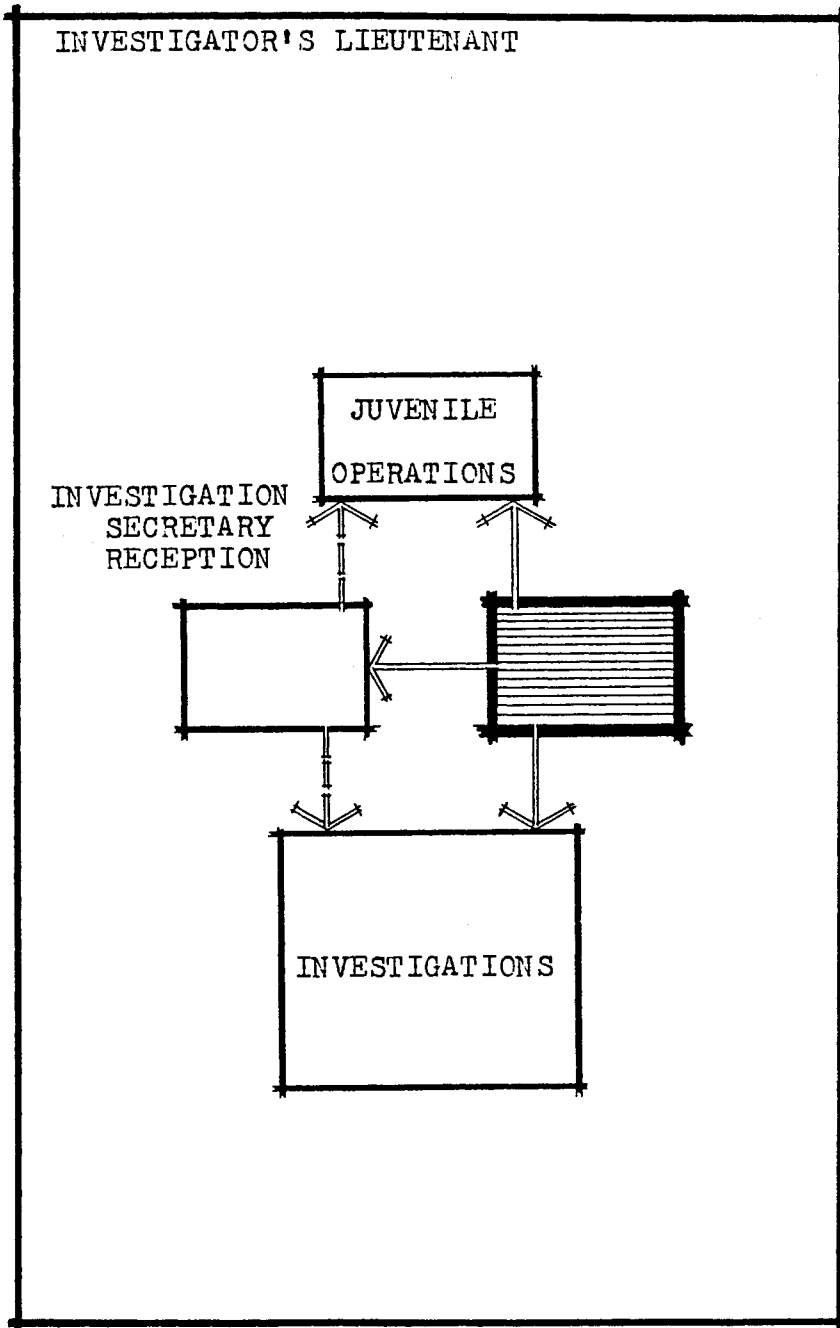 INVESTIGATOR'S LIEUTENANT
JUVENILE
OPERATIONS
INVESTIGATION
SECRETARY
RECEPTION
INVESTIGATIONS